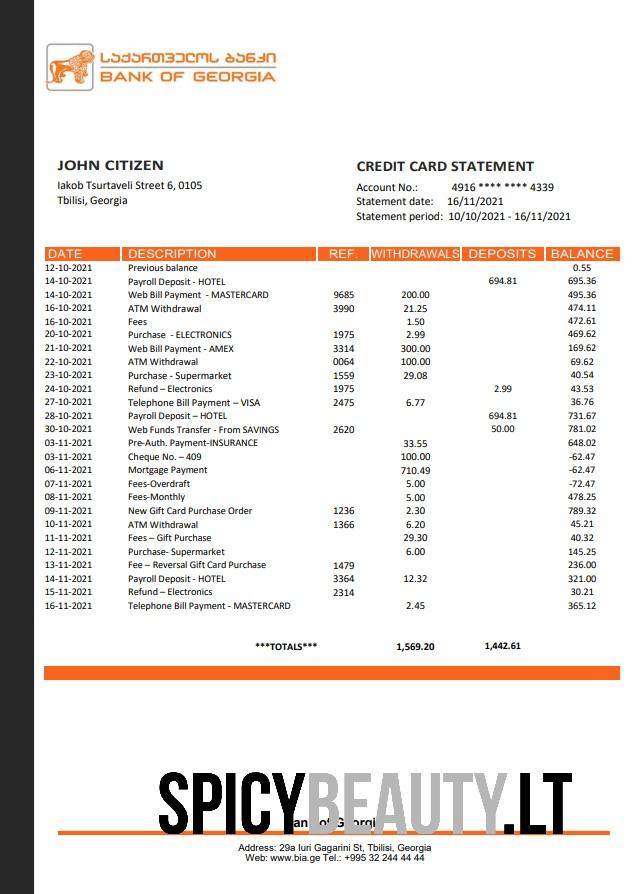 საქართველოს ბანკი
BANK OF GEORGIA
JOHN CITIZEN
Iakob Tsurtaveli Street 6, 0105
Tbilisi, Georgia
CREDIT CARD STATEMENT
Account No.: 4916 **** **** 4339
Statement date: 16/11/2021
Statement period: 10/10/2021 - 16/11/2021
DATE DESCRIPTION REF. WITHDRAWALS DEPOSITS BALANCE
12-10-2021 Previous balance 0.55
14-10-2021 Payroll Deposit - HOTEL 694.81 695.36
14-10-2021 Web Bill Payment - MASTERCARD 9685 200.00 495.36
16-10-2021 ATM Withdrawal 3990 21.25 474.11
16-10-2021 Fees 1.50 472.61
20-10-2021 Purchase - ELECTRONICS 1975 2.99 469.62
21-10-2021 Web Bill Payment - AMEX 3314 300.00 169.62
22-10-2021 ATM Withdrawal 0064 100.00 69.62
23-10-2021 Purchase - Supermarket 1559 29.08 40.54
24-10-2021 Refund – Electronics 1975 2.99 43.53
27-10-2021 Telephone Bill Payment – VISA 2475 6.77 36.76
28-10-2021 Payroll Deposit – HOTEL 694.81 731.67
30-10-2021 Web Funds Transfer - From SAVINGS 2620 50.00 781.02
03-11-2021 Pre-Auth. Payment-INSURANCE 33.55 648.02
03-11-2021 Cheque No. – 409 100.00 -62.47
06-11-2021 Mortgage Payment 710.49 -62.47
07-11-2021 Fees-Overdraft 5.00 -72.47
08-11-2021 Fees-Monthly 5.00 478.25
09-11-2021 New Gift Card Purchase Order 1236 2.30 789.32
10-11-2021 ATM Withdrawal 1366 6.20 45.21
11-11-2021 Fees – Gift Purchase 29.30 40.32
12-11-2021 Purchase- Supermarket 6.00 145.25
13-11-2021 Fee – Reversal Gift Card Purchase 1479 236.00
14-11-2021 Payroll Deposit - HOTEL 3364 12.32 321.00
15-11-2021 Refund – Electronics 2314 30.21
16-11-2021 Telephone Bill Payment - MASTERCARD 2.45 365.12
***TOTALS*** 1,569.20 1,442.61
SPICYBEAUTY.LT
Address: 29a Iuri Gagarini St, Tbilisi, Georgia
Web: www.bia.ge Tel.: +995 32 244 44 44